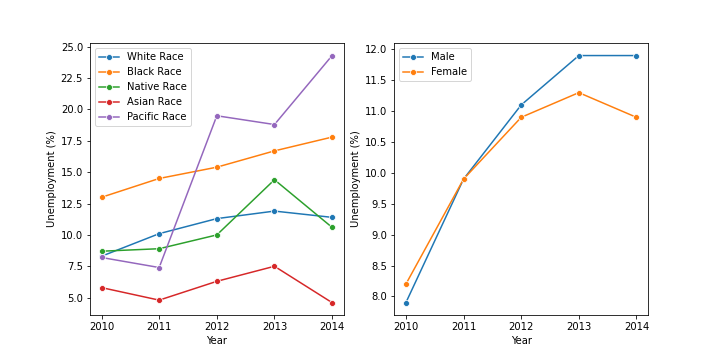 25.0
22.5
20.0
17.5
15.0
12.5
10.0
7.5
5.0
Unemployment (%)
2010 2011 2012 2013 2014
Year
White Race
Black Race
Native Race
Asian Race
Pacific Race
12.0
11.5
11.0
10.5
10.0
9.5
9.0
8.5
8.0
Unemployment (%)
2010 2011 2012 2013 2014
Year
Male
Female